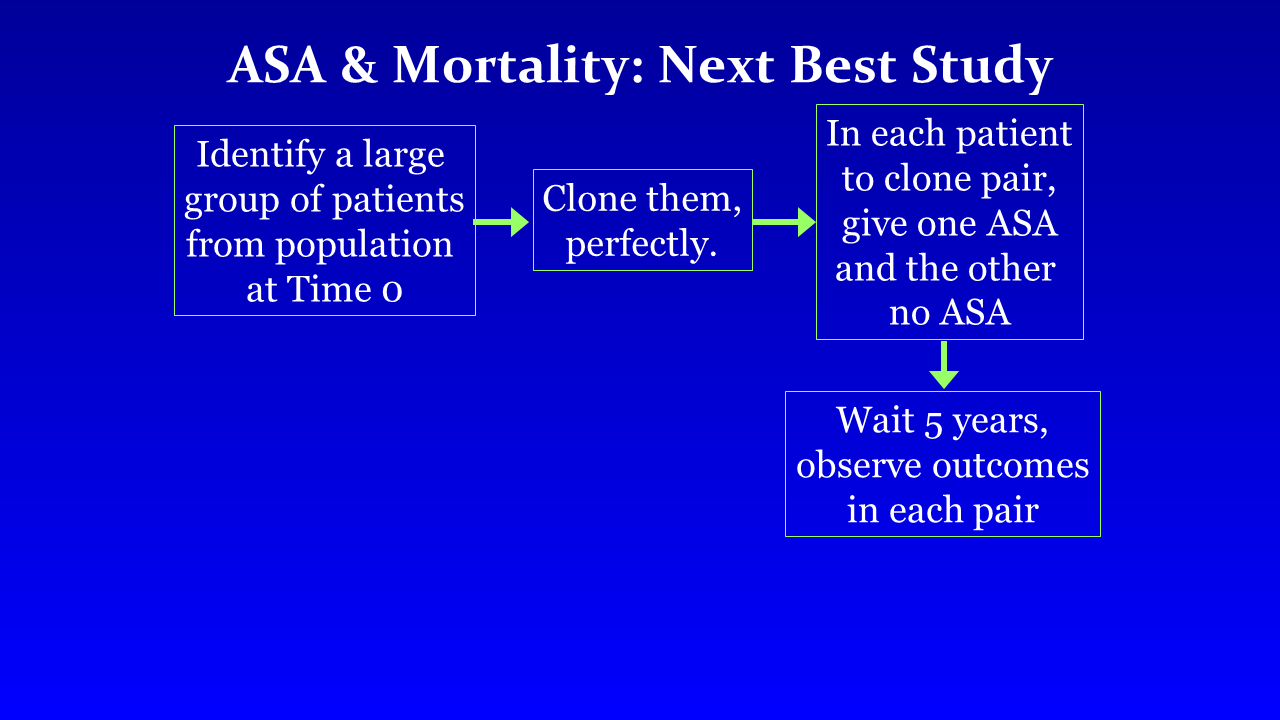 ASA & Mortality: Next Best Study
Identify a large
group of patients
from population
at Time 0
Clone them,
perfectly.
In each patient
to clone pair,
give one ASA
and the other
no ASA
Wait 5 years,
observe outcomes
in each pair